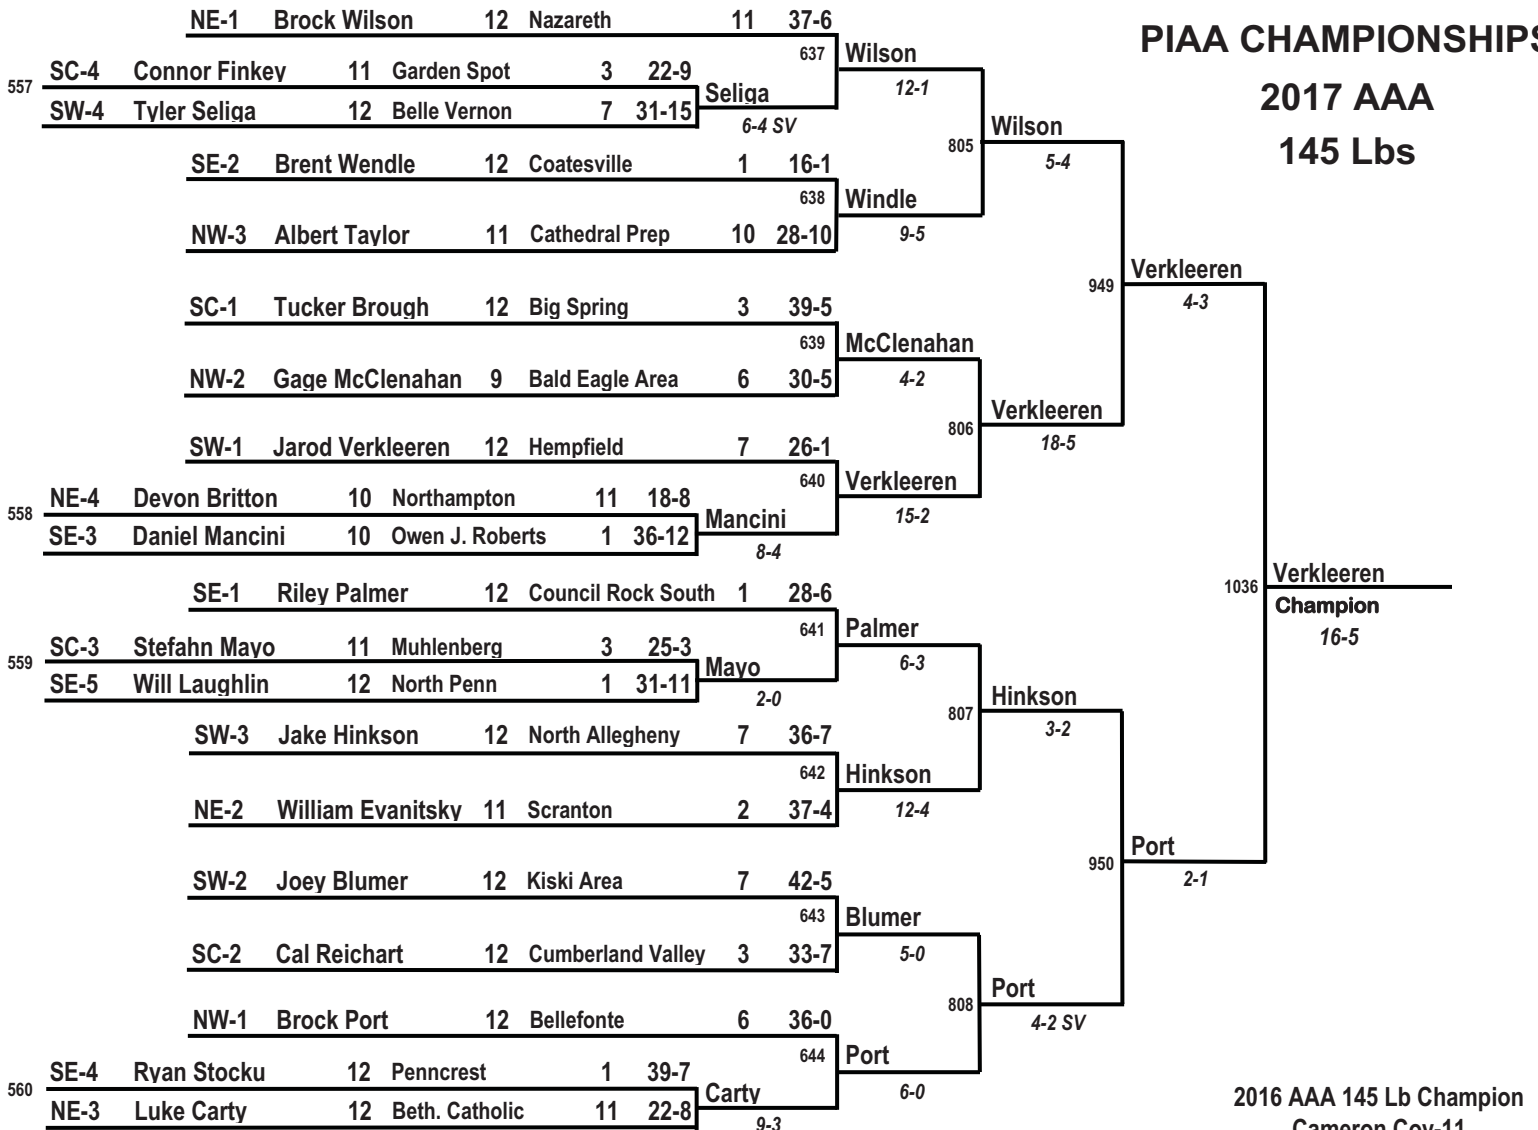 PIAA CHAMPIONSHIPS
2017 AAA
145 Lbs
NE-1 Brock Wilson 12 Nazareth 11 37-6
637 Wilson
12-1
557 SC-4 Connor Finkey 11 Garden Spot 3 22-9
Seliga
6-4 SV
SW-4 Tyler Seliga 12 Belle Vernon 7 31-15
805 Wilson
5-4
SE-2 Brent Wendle 12 Coatesville 1 16-1
638 Windle
9-5
NW-3 Albert Taylor 11 Cathedral Prep 10 28-10
949 Verkleeren
4-3
SC-1 Tucker Brough 12 Big Spring 3 39-5
639 McClenahan
4-2
NW-2 Gage McClenahan 9 Bald Eagle Area 6 30-5
806 Verkleeren
18-5
SW-1 Jarod Verkleeren 12 Hempfield 7 26-1
640 Verkleeren
15-2
558 NE-4 Devon Britton 10 Northampton 11 18-8
Mancini
8-4
SE-3 Daniel Mancini 10 Owen J. Roberts 1 36-12
1036 Verkleeren
Champion
16-5
SE-1 Riley Palmer 12 Council Rock South 1 28-6
641 Palmer
6-3
559 SC-3 Stefahn Mayo 11 Muhlenberg 3 25-3
Mayo
2-0
SE-5 Will Laughlin 12 North Penn 1 31-11
807 Hinkson
3-2
SW-3 Jake Hinkson 12 North Allegheny 7 36-7
642 Hinkson
12-4
NE-2 William Evanitsky 11 Scranton 2 37-4
950 Port
2-1
SW-2 Joey Blumer 12 Kiski Area 7 42-5
643 Blumer
5-0
SC-2 Cal Reichart 12 Cumberland Valley 3 33-7
808 Port
4-2 SV
NW-1 Brock Port 12 Bellefonte 6 36-0
644 Port
6-0
560 SE-4 Ryan Stocku 12 Penncrest 1 39-7
Carty
9-3
NE-3 Luke Carty 12 Beth. Catholic 11 22-8
2016 AAA 145 Lb Champion
Cameron Coy-11